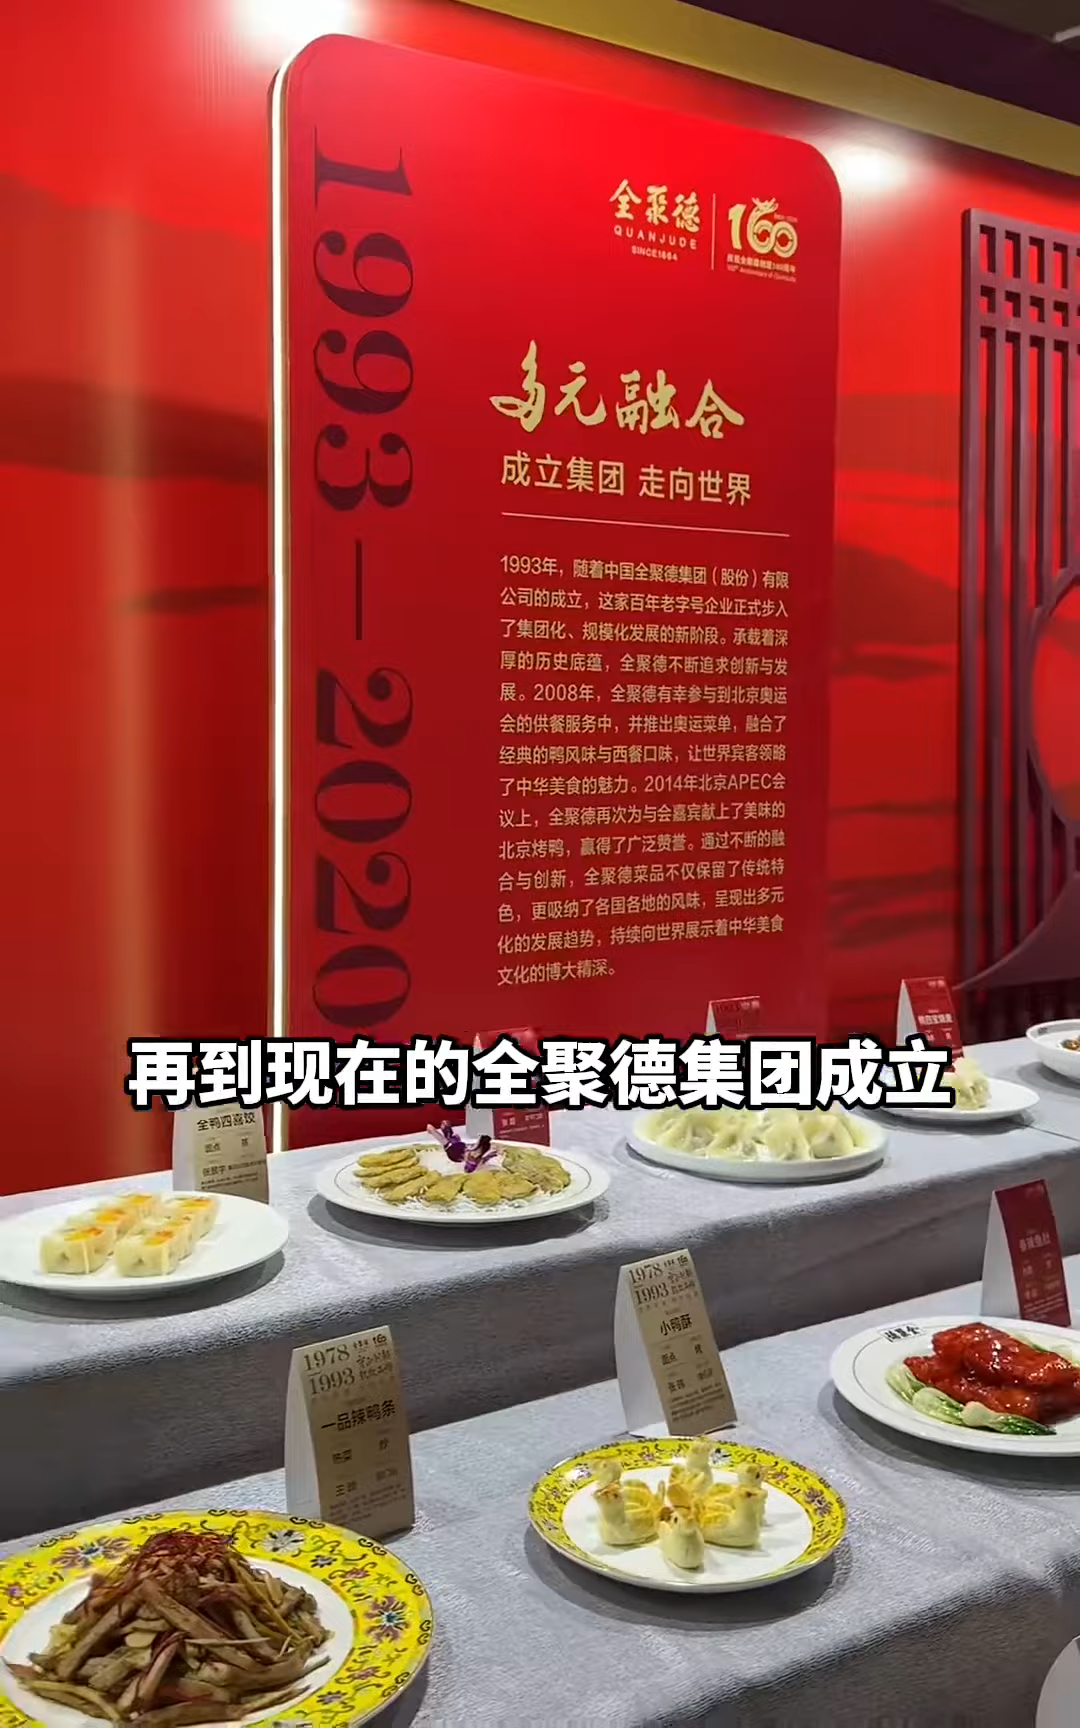 1993—2020
全聚德
QUANJUDE
SINCE1864
160
多元融合
成立集团 走向世界
1993年，随着中国全聚德集团（股份）有限
公司的成立，这家百年老字号企业正式步入
了集团化、规模化发展的新阶段。承载着深
厚的历史底蕴，全聚德不断追求创新与发
展。2008年，全聚德有幸参与到北京奥运
会的供餐服务中，并推出奥运菜单，融合了
经典的鸭风味与西餐口味，让世界宾客领略
了中华美食的魅力。2014年北京APEC会
议上，全聚德再次为与会嘉宾献上了美味的
北京烤鸭，赢得了广泛赞誉。通过不断的融
合与创新，全聚德菜品不仅保留了传统特
色，更吸纳了各国各地的风味，呈现出多元
化的发展趋势，持续向世界展示着中华美食
文化的博大精深。
再到现在的全聚德集团成立
全鸭四喜饺
面点
1978
1993
小鸭酥
面点 烤
1978
1993
一品辣鸭条
热菜 炒
全聚德